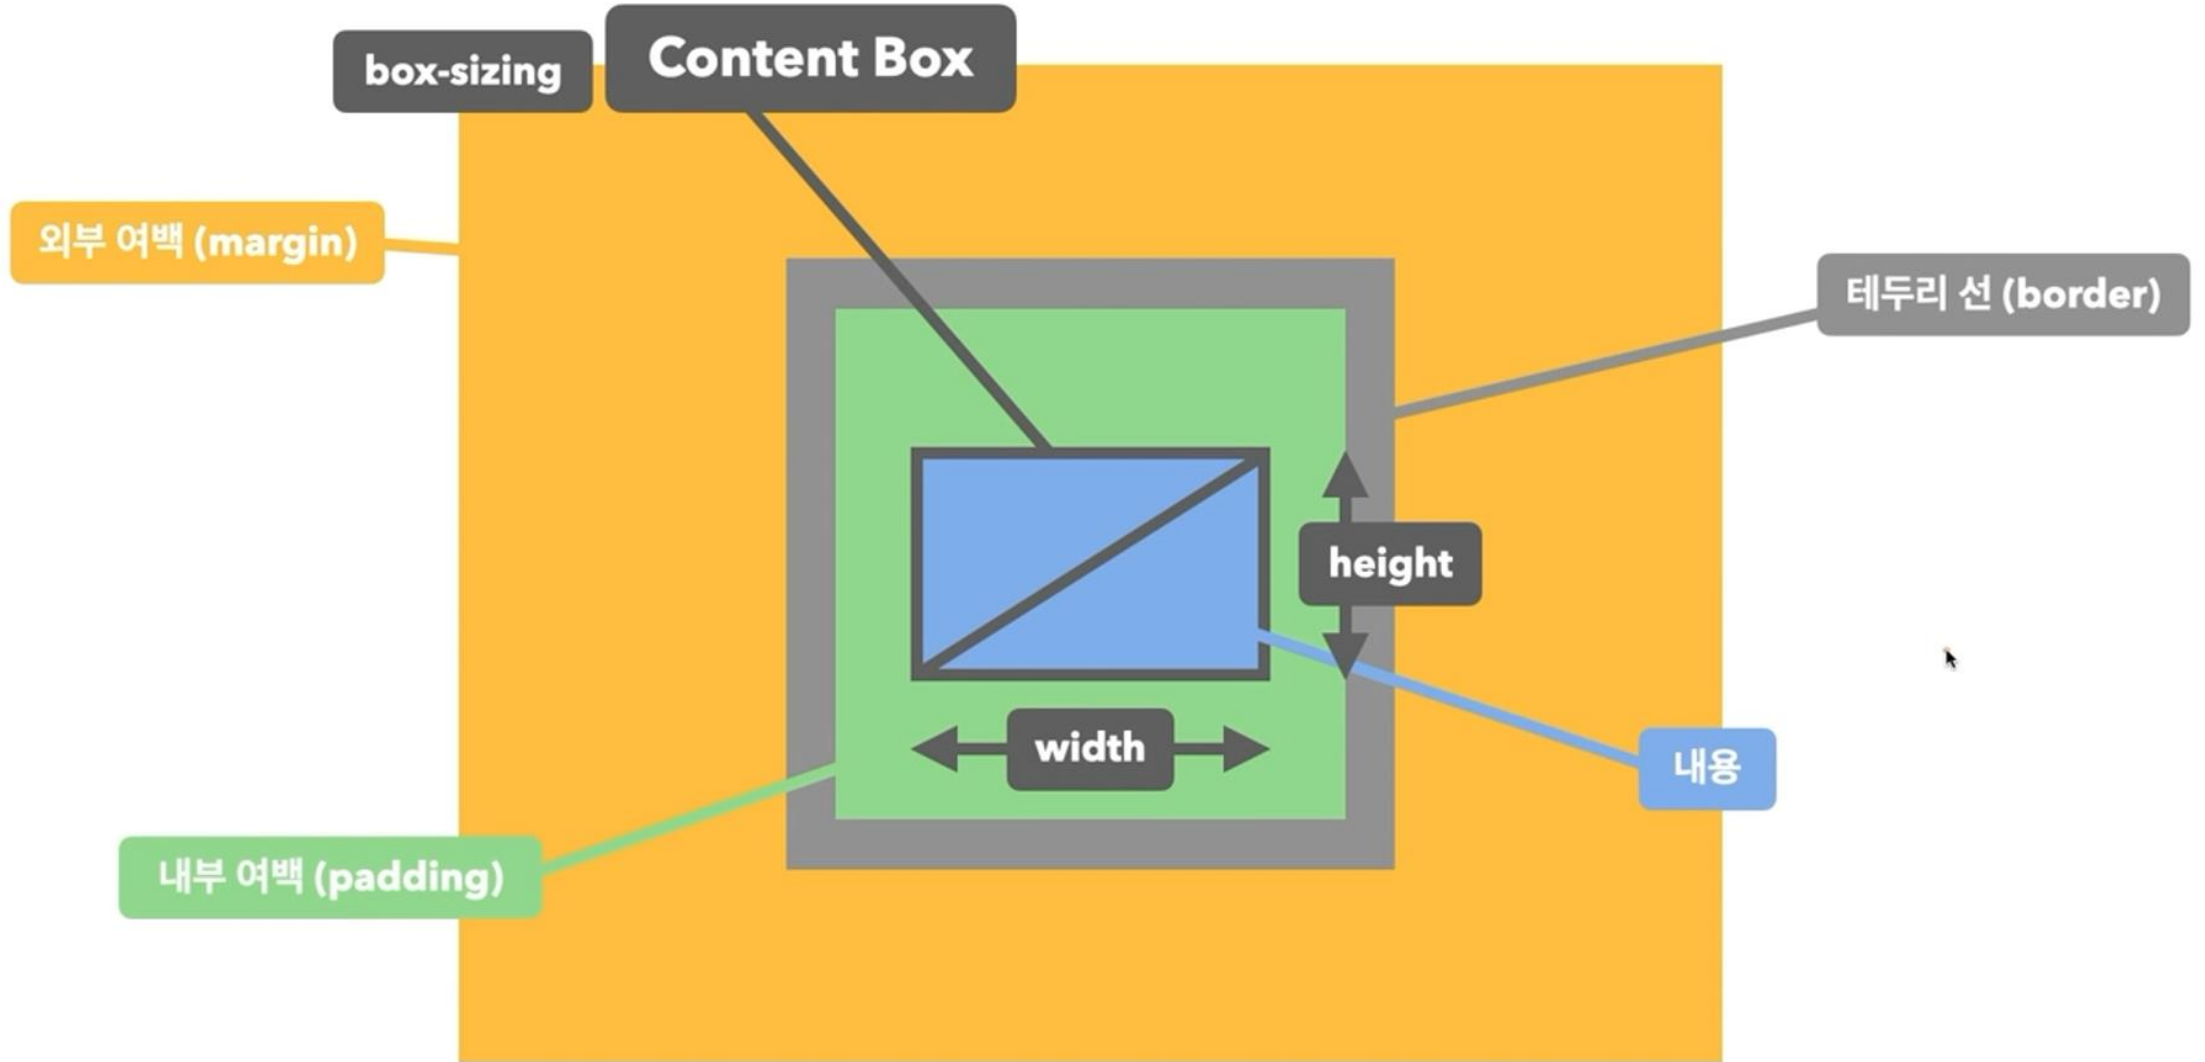 box-sizing
Content Box
외부 여백 (margin)
테두리 선 (border)
height
width
내용
내부 여백 (padding)